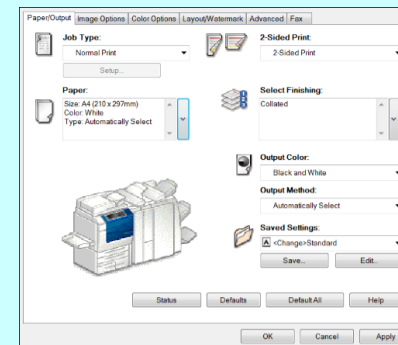 Paper/Output Image Options Color Options Layout/Watermark Advanced Fax
Job Type:
Normal Print
Setup...
Paper:
Size: A4 (210 x 297mm)
Color: White
Type: Automatically Select
2-Sided Print:
2-Sided Print
Select Finishing:
Collated
Output Color:
Black and White
Output Method:
Automatically Select
Saved Settings:
A <Change>Standard
Save... Edit...
Status Defaults Default All Help
OK Cancel Apply